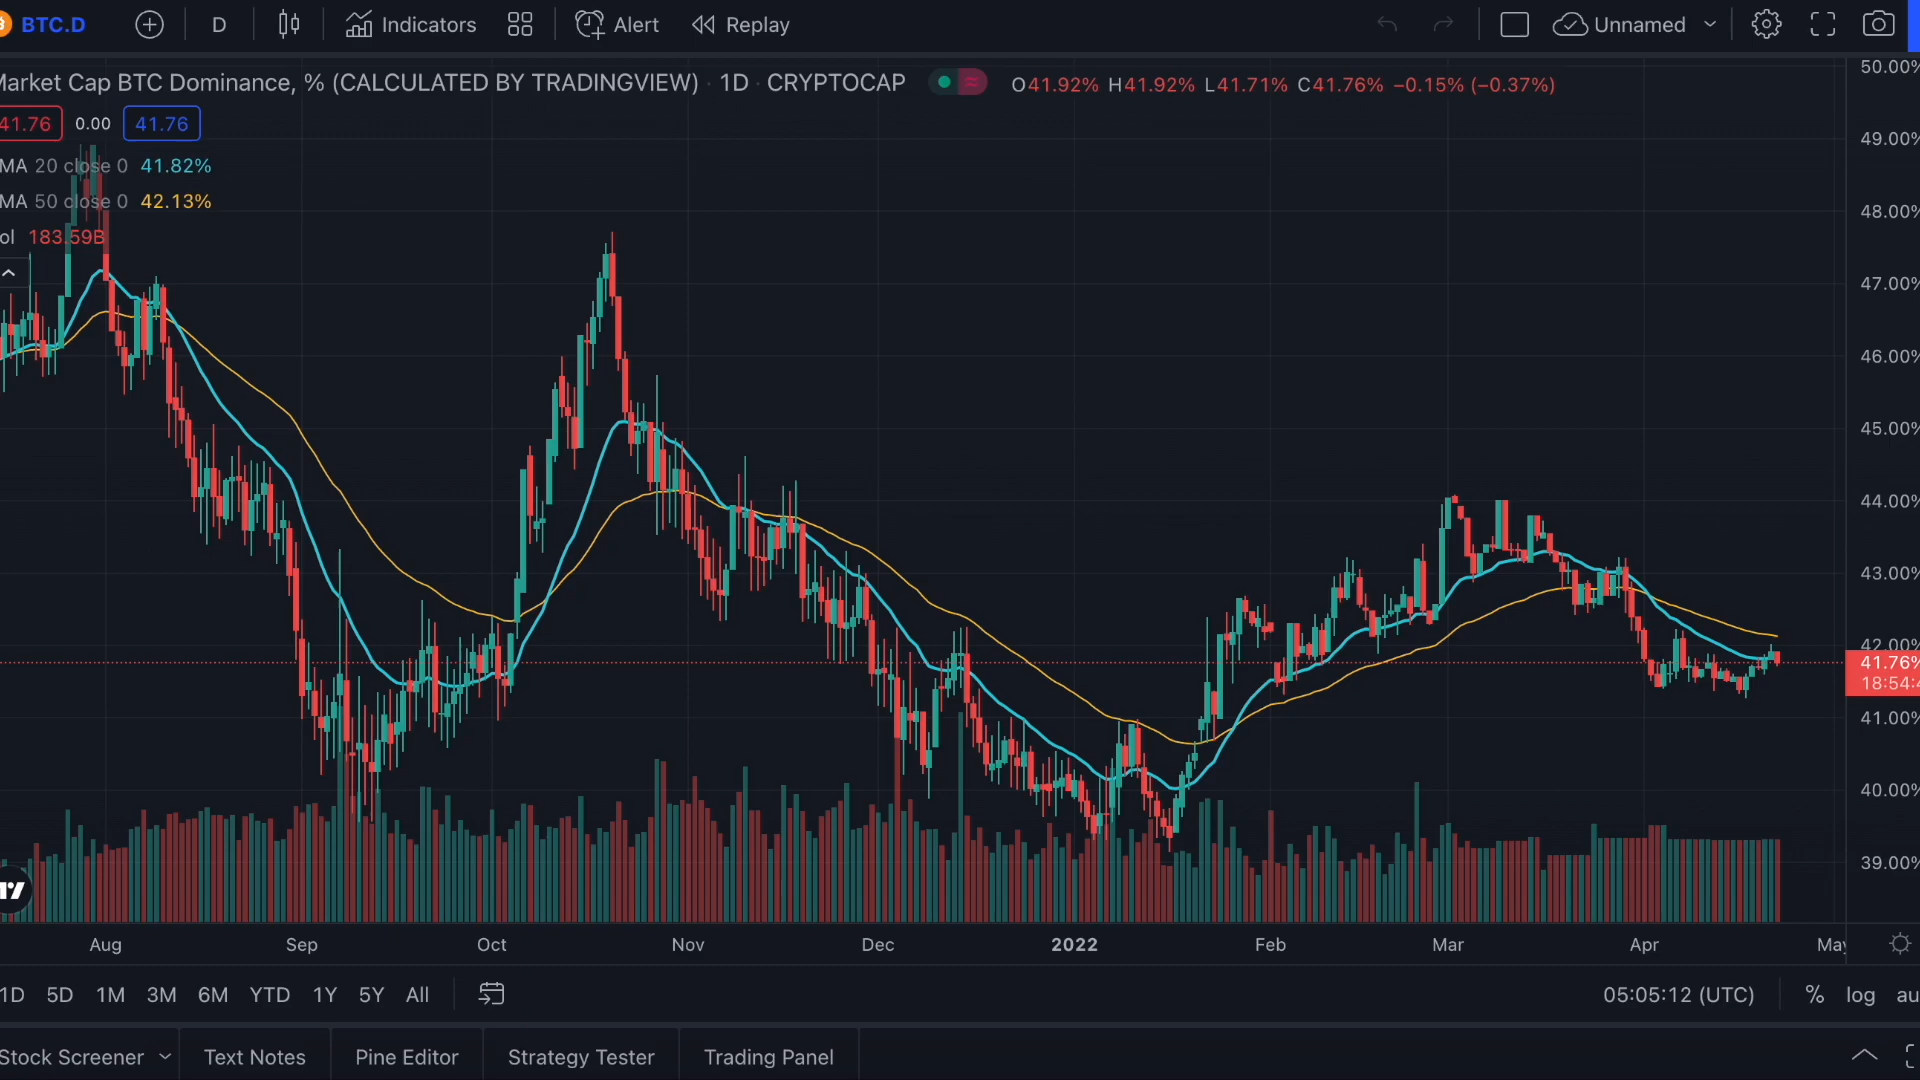 BTC.D D Indicators Alert Replay Unnamed
Market Cap BTC Dominance, % (CALCULATED BY TRADINGVIEW) · 1D · CRYPTOCAP O41.92% H41.92% L41.71% C41.76% −0.15% (−0.37%)
41.76 0.00 41.76
MA 20 close 0 41.82%
MA 50 close 0 42.13%
ol 183.59B
50.00%
49.00%
48.00%
47.00%
46.00%
45.00%
44.00%
43.00%
42.00%
41.76%
18:54:4
41.00%
40.00%
39.00%
Aug Sep Oct Nov Dec 2022 Feb Mar Apr May
1D 5D 1M 3M 6M YTD 1Y 5Y All 05:05:12 (UTC) % log au
Stock Screener Text Notes Pine Editor Strategy Tester Trading Panel